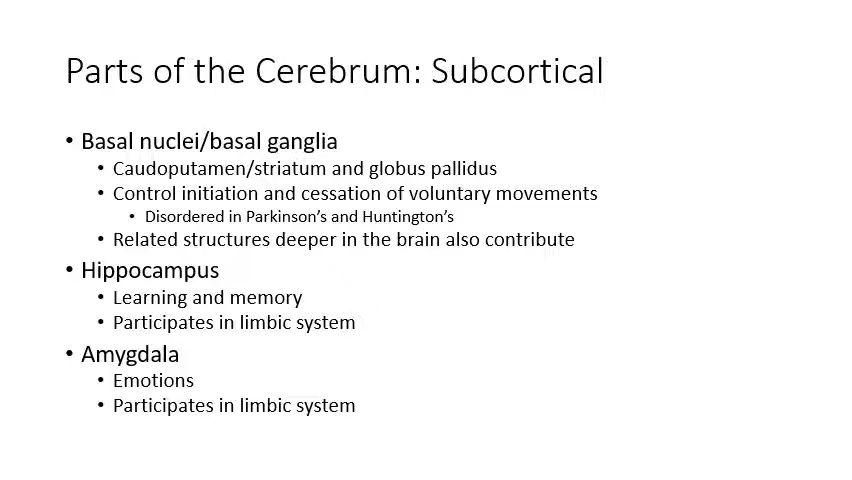 Parts of the Cerebrum: Subcortical
• Basal nuclei/basal ganglia
• Caudoputamen/striatum and globus pallidus
• Control initiation and cessation of voluntary movements
• Disordered in Parkinson’s and Huntington’s
• Related structures deeper in the brain also contribute
• Hippocampus
• Learning and memory
• Participates in limbic system
• Amygdala
• Emotions
• Participates in limbic system